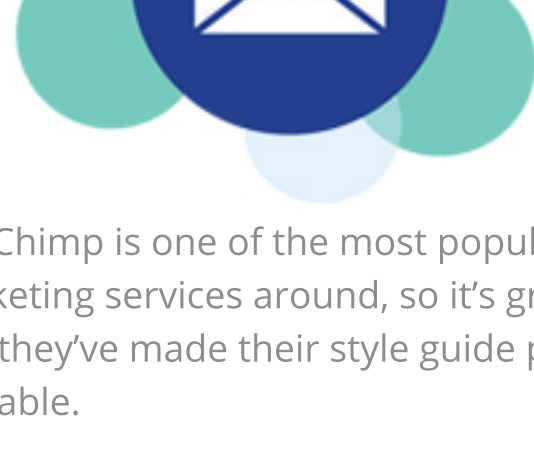 Chimp is one of the most popul
keting services around, so it's gr
they've made their style guide p
able.